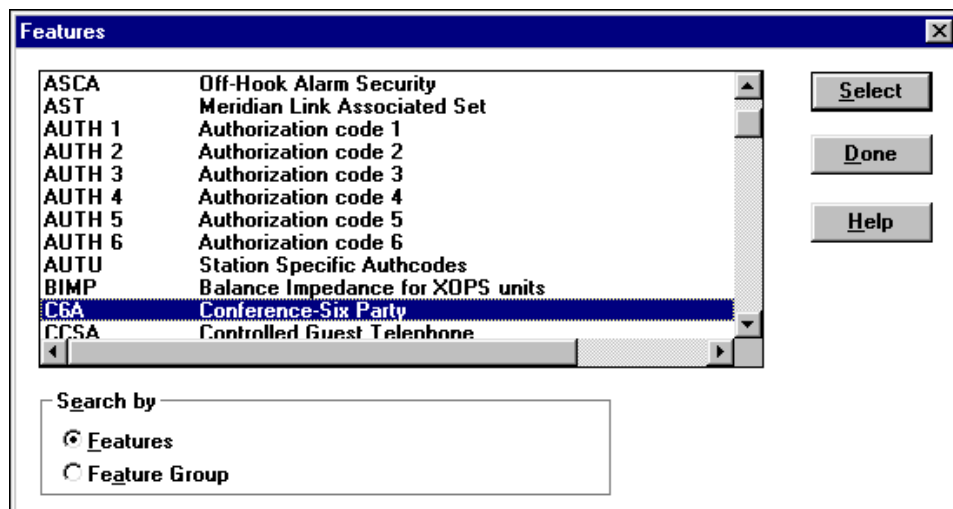 Features
ASCA Off-Hook Alarm Security
AST Meridian Link Associated Set
AUTH 1 Authorization code 1
AUTH 2 Authorization code 2
AUTH 3 Authorization code 3
AUTH 4 Authorization code 4
AUTH 5 Authorization code 5
AUTH 6 Authorization code 6
AUTU Station Specific Authcodes
BIMP Balance Impedance for XOPS units
C6A Conference-Six Party
CCSA Controlled Guest Telephone
Select
Done
Help
Search by
Features
Feature Group